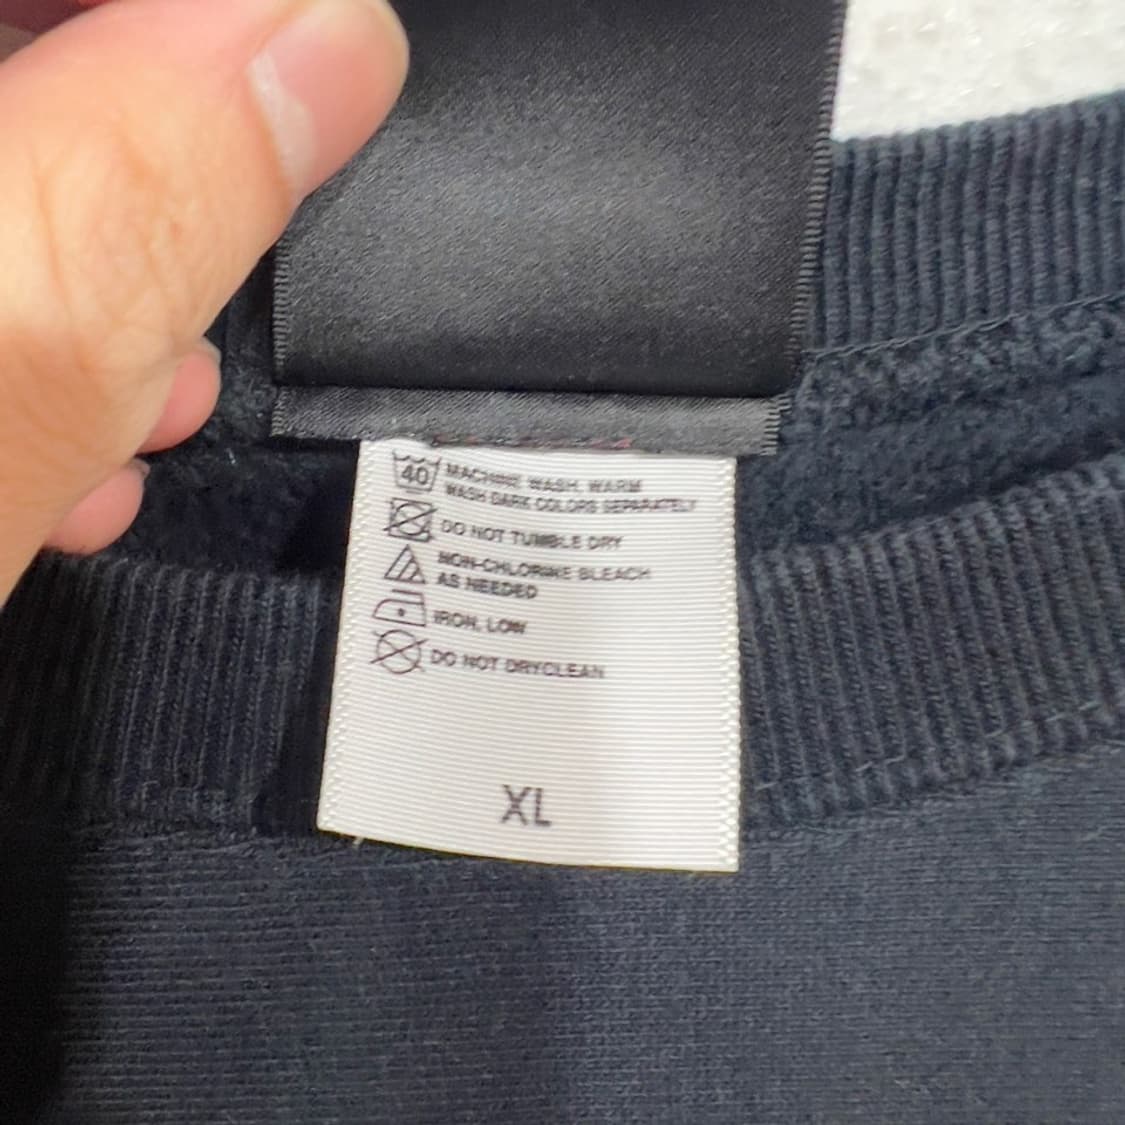 40 MACHINE WASH, WARM
WASH DARK COLORS SEPARATELY
DO NOT TUMBLE DRY
NON-CHLORINE BLEACH
AS NEEDED
IRON, LOW
DO NOT DRYCLEAN
XL